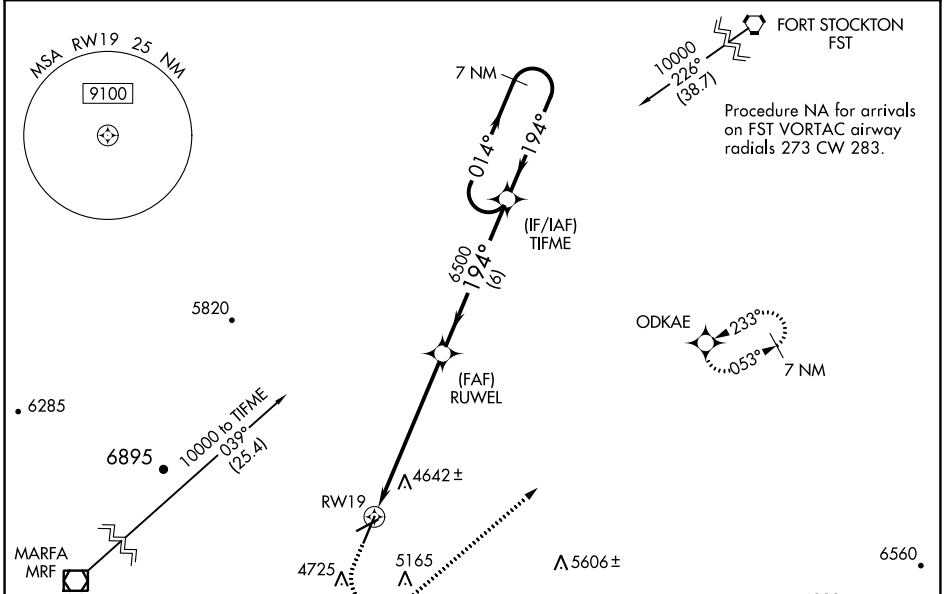 MSA RW19 25 NM
9100
7 NM
014°
194°
(IF/IAF)
TIFME
6500
194°
(6)
FORT STOCKTON
FST
10000
226°
(38.7)
Procedure NA for arrivals
on FST VORTAC airway
radials 273 CW 283.
5820
ODKAE
233°
053°
7 NM
(FAF)
RUWEL
6285
10000 to TIFME
039°
(25.4)
6895
4642 ±
RW19
MARFA
MRF
4725
5165
5606 ±
6560